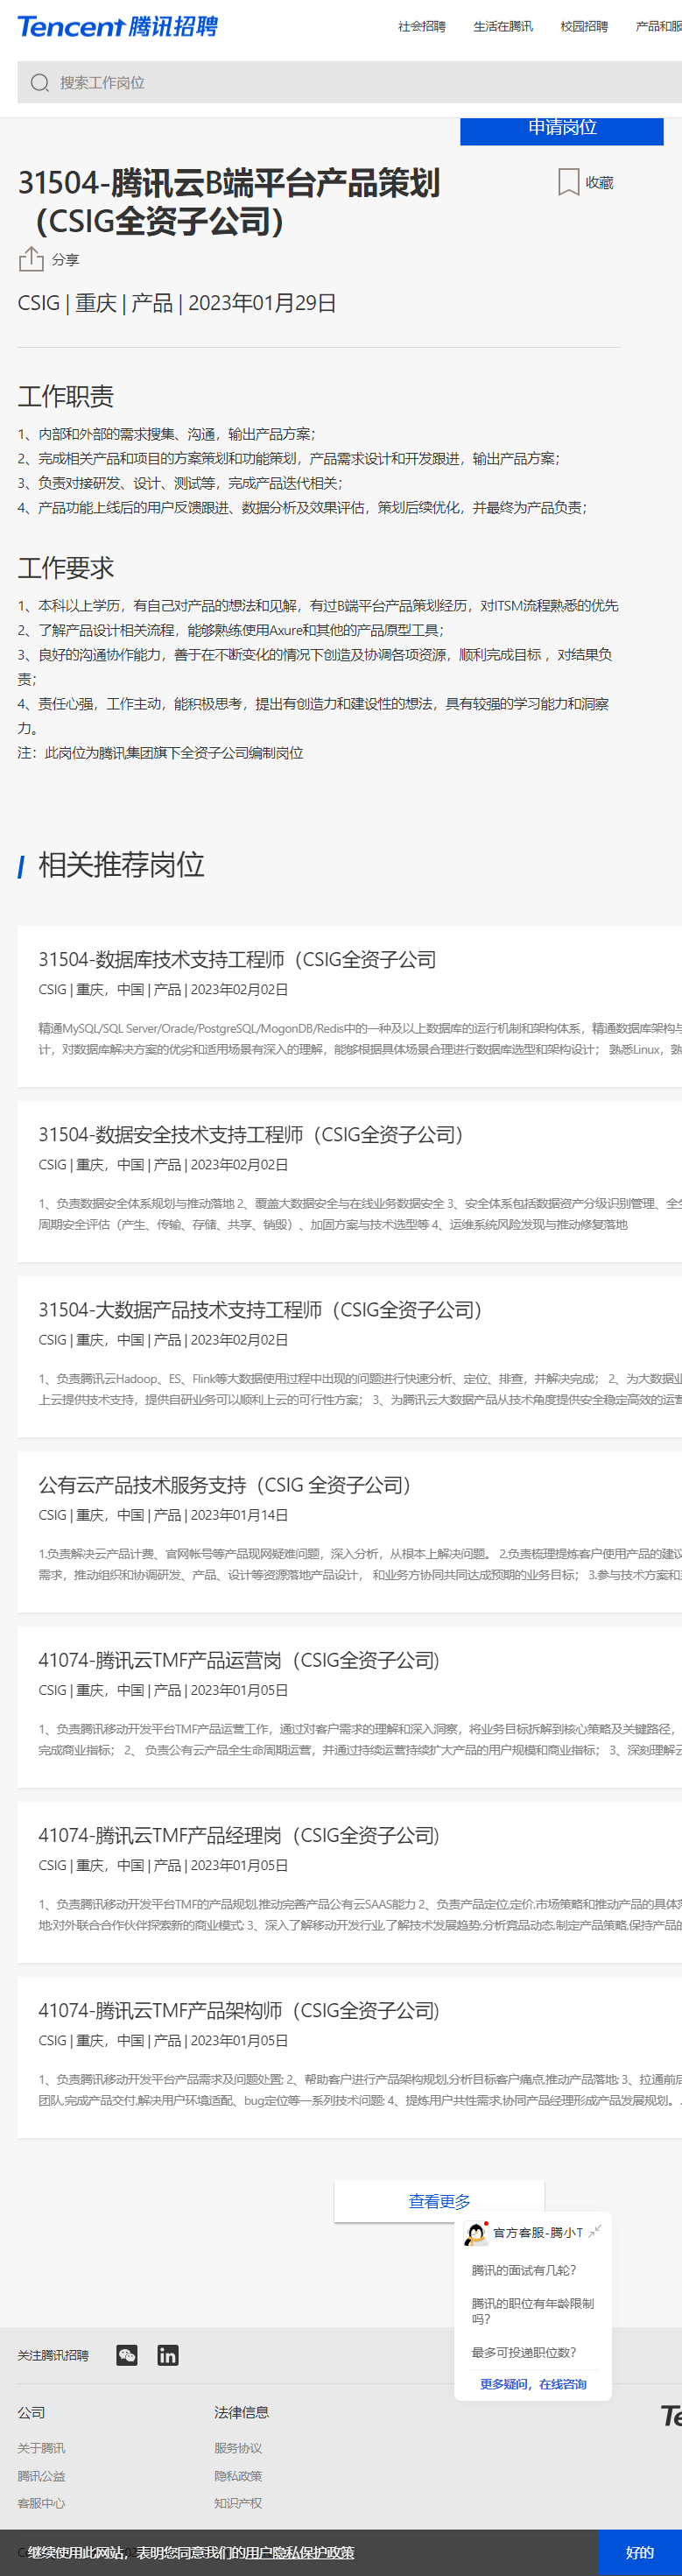 Tencent 腾讯招聘
社会招聘 生活在腾讯 校园招聘 产品和服
搜索工作岗位
申请岗位
31504-腾讯云B端平台产品策划
（CSIG全资子公司）
收藏
分享
CSIG | 重庆 | 产品 | 2023年01月29日
工作职责
1、内部和外部的需求搜集、沟通，输出产品方案；
2、完成相关产品和项目的方案策划和功能策划，产品需求设计和开发跟进，输出产品方案；
3、负责对接研发、设计、测试等，完成产品迭代相关；
4、产品功能上线后的用户反馈跟进、数据分析及效果评估，策划后续优化，并最终为产品负责；
工作要求
1、本科以上学历，有自己对产品的想法和见解，有过B端平台产品策划经历，对ITSM流程熟悉的优先
2、了解产品设计相关流程，能够熟练使用Axure和其他的产品原型工具；
3、良好的沟通协作能力，善于在不断变化的情况下创造及协调各项资源，顺利完成目标 ，对结果负
责；
4、责任心强，工作主动，能积极思考，提出有创造力和建设性的想法，具有较强的学习能力和洞察
力。
注：此岗位为腾讯集团旗下全资子公司编制岗位
相关推荐岗位
31504-数据库技术支持工程师（CSIG全资子公司
CSIG | 重庆，中国 | 产品 | 2023年02月02日
精通MySQL/SQL Server/Oracle/PostgreSQL/MogonDB/Redis中的一种及以上数据库的运行机制和架构体系，精通数据库架构与
计，对数据库解决方案的优劣和适用场景有深入的理解，能够根据具体场景合理进行数据库选型和架构设计； 熟悉Linux，熟
31504-数据安全技术支持工程师（CSIG全资子公司）
CSIG | 重庆，中国 | 产品 | 2023年02月02日
1、负责数据安全体系规划与推动落地 2、覆盖大数据安全与在线业务数据安全 3、安全体系包括数据资产分级识别管理、全生
周期安全评估（产生、传输、存储、共享、销毁）、加固方案与技术选型等 4、运维系统风险发现与推动修复落地
31504-大数据产品技术支持工程师（CSIG全资子公司）
CSIG | 重庆，中国 | 产品 | 2023年02月02日
1、负责腾讯云Hadoop、ES、Flink等大数据使用过程中出现的问题进行快速分析、定位、排查，并解决完成； 2、为大数据业
上云提供技术支持，提供自研业务可以顺利上云的可行性方案； 3、为腾讯云大数据产品从技术角度提供安全稳定高效的运营
公有云产品技术服务支持（CSIG 全资子公司）
CSIG | 重庆，中国 | 产品 | 2023年01月14日
1.负责解决云产品计费、官网帐号等产品现网疑难问题，深入分析，从根本上解决问题。 2.负责梳理提炼客户使用产品的建议
需求，推动组织和协调研发、产品、设计等资源落地产品设计， 和业务方协同共同达成预期的业务目标； 3.参与技术方案和
41074-腾讯云TMF产品运营岗（CSIG全资子公司)
CSIG | 重庆，中国 | 产品 | 2023年01月05日
1、负责腾讯移动开发平台TMF产品运营工作，通过对客户需求的理解和深入洞察，将业务目标拆解到核心策略及关键路径，
完成商业指标； 2、 负责公有云产品全生命周期运营，并通过持续运营持续扩大产品的用户规模和商业指标； 3、深刻理解云
41074-腾讯云TMF产品经理岗（CSIG全资子公司)
CSIG | 重庆，中国 | 产品 | 2023年01月05日
1、负责腾讯移动开发平台TMF的产品规划,推动完善产品公有云SAAS能力 2、负责产品定位,定价,市场策略和推动产品的具体落
地;对外联合合作伙伴探索新的商业模式; 3、深入了解移动开发行业,了解技术发展趋势,分析竞品动态,制定产品策略,保持产品的
41074-腾讯云TMF产品架构师（CSIG全资子公司)
CSIG | 重庆，中国 | 产品 | 2023年01月05日
1、负责腾讯移动开发平台产品需求及问题处置; 2、帮助客户进行产品架构规划,分析目标客户痛点,推动产品落地; 3、拉通前后
团队,完成产品交付,解决用户环境适配、bug定位等一系列技术问题; 4、提炼用户共性需求,协同产品经理形成产品发展规划。
查看更多
官方客服-腾小T
腾讯的面试有几轮?
腾讯的职位有年龄限制
吗?
最多可投递职位数?
更多疑问，在线咨询
关注腾讯招聘
公司 法律信息
关于腾讯 服务协议
腾讯公益 隐私政策
客服中心 知识产权
继续使用此网站，表明您同意我们的用户隐私保护政策
好的